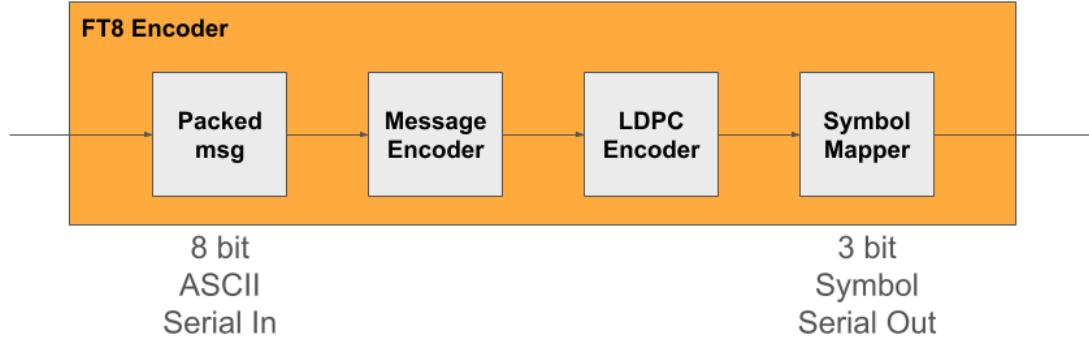 FT8 Encoder
Packed
msg
Message
Encoder
LDPC
Encoder
Symbol
Mapper
8 bit
ASCII
Serial In
3 bit
Symbol
Serial Out